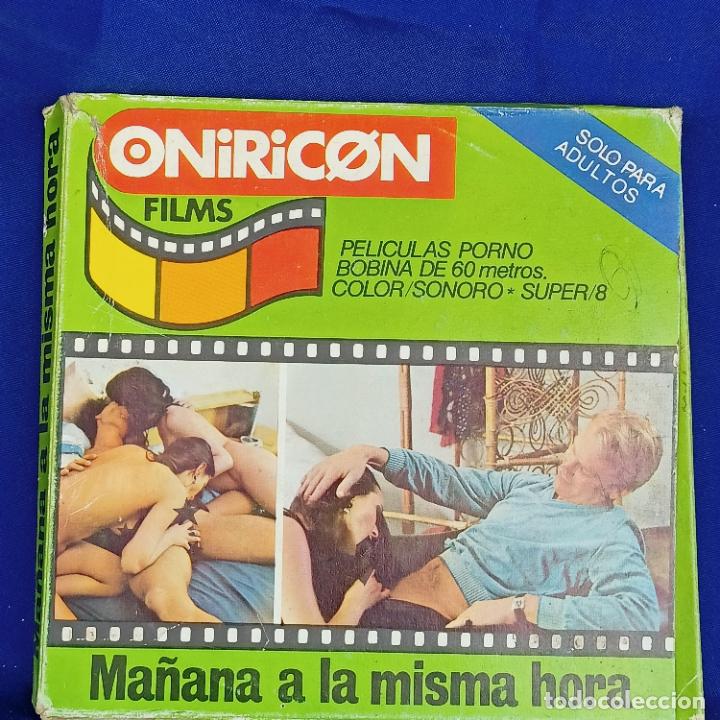 ONiRiCØN
FILMS
SOLO PARA
ADULTOS
PELICULAS PORNO
BOBINA DE 60 metros.
COLOR/SONORO * SUPER/8
Mañana a la misma hora
Mañana a la misma hora
todocoleccion